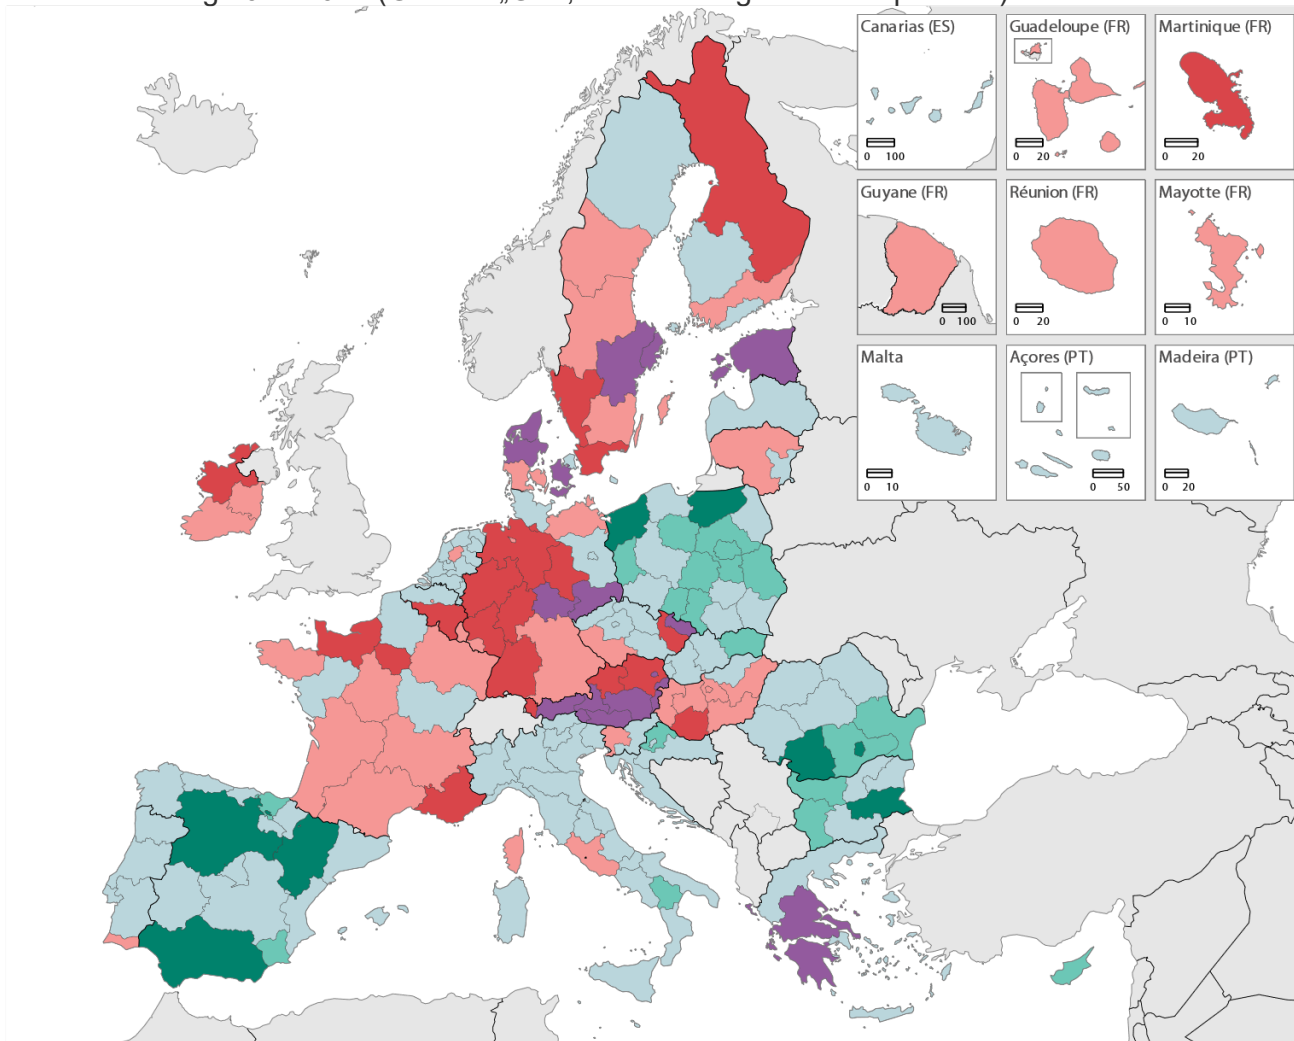 Canarias (ES)
0 100
Guadeloupe (FR)
0 20
Martinique (FR)
0 20
Guyane (FR)
0 100
Réunion (FR)
0 20
Mayotte (FR)
0 10
Malta
0 10
Açores (PT)
0 50
Madeira (PT)
0 20